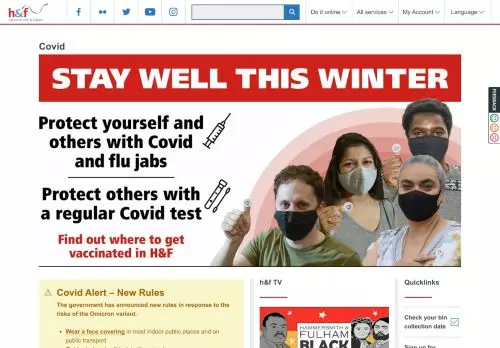 h&f
Do it online
All services
My Account
Language
FEEDBACK
Covid
STAY WELL THIS WINTER
Protect yourself and
others with Covid
and flu jabs
Protect others with
a regular Covid test
Find out where to get
vaccinated in H&F
Covid Alert – New Rules
The government has announced new rules in response to the
risks of the Omicron variant.
Wear a face covering in most indoor public places and on
public transport
h&f TV
HAMMERSMITH &
FULHAM
BLACK
Quicklinks
Check your bin
collection date
Sign up for